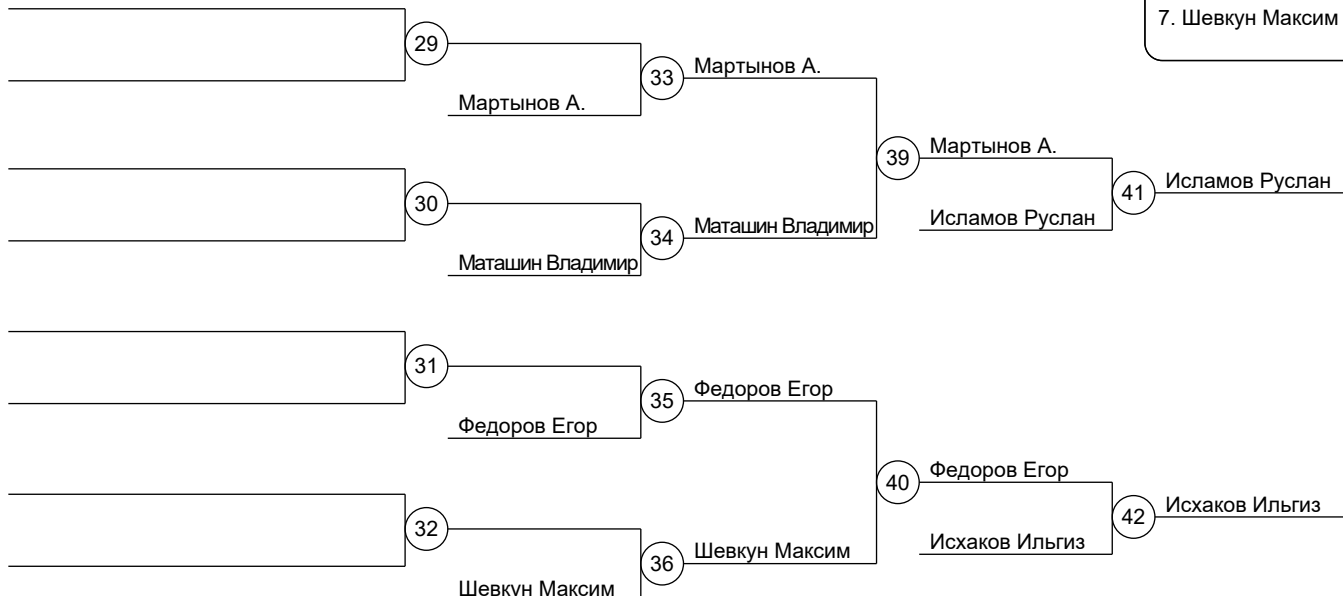 7. Шевкун Максим
29
Мартынов А.
33
Мартынов А.
30
Маташин Владимир
34
Маташин Владимир
39
Мартынов А.
Исламов Руслан
41
Исламов Руслан
31
Федоров Егор
35
Федоров Егор
32
Шевкун Максим
36
Шевкун Максим
40
Федоров Егор
Исхаков Ильгиз
42
Исхаков Ильгиз